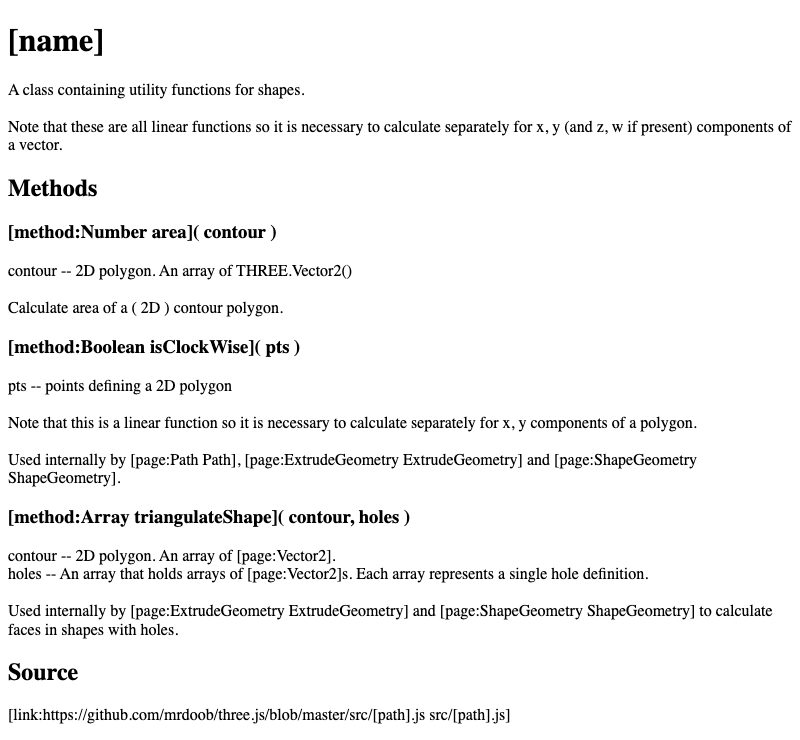 [name]
A class containing utility functions for shapes.
Note that these are all linear functions so it is necessary to calculate separately for x, y (and z, w if present) components of
a vector.
Methods
[method:Number area]( contour )
contour -- 2D polygon. An array of THREE.Vector2()
Calculate area of a ( 2D ) contour polygon.
[method:Boolean isClockWise]( pts )
pts -- points defining a 2D polygon
Note that this is a linear function so it is necessary to calculate separately for x, y components of a polygon.
Used internally by [page:Path Path], [page:ExtrudeGeometry ExtrudeGeometry] and [page:ShapeGeometry
ShapeGeometry].
[method:Array triangulateShape]( contour, holes )
contour -- 2D polygon. An array of [page:Vector2].
holes -- An array that holds arrays of [page:Vector2]s. Each array represents a single hole definition.
Used internally by [page:ExtrudeGeometry ExtrudeGeometry] and [page:ShapeGeometry ShapeGeometry] to calculate
faces in shapes with holes.
Source
[link:https://github.com/mrdoob/three.js/blob/master/src/[path].js src/[path].js]